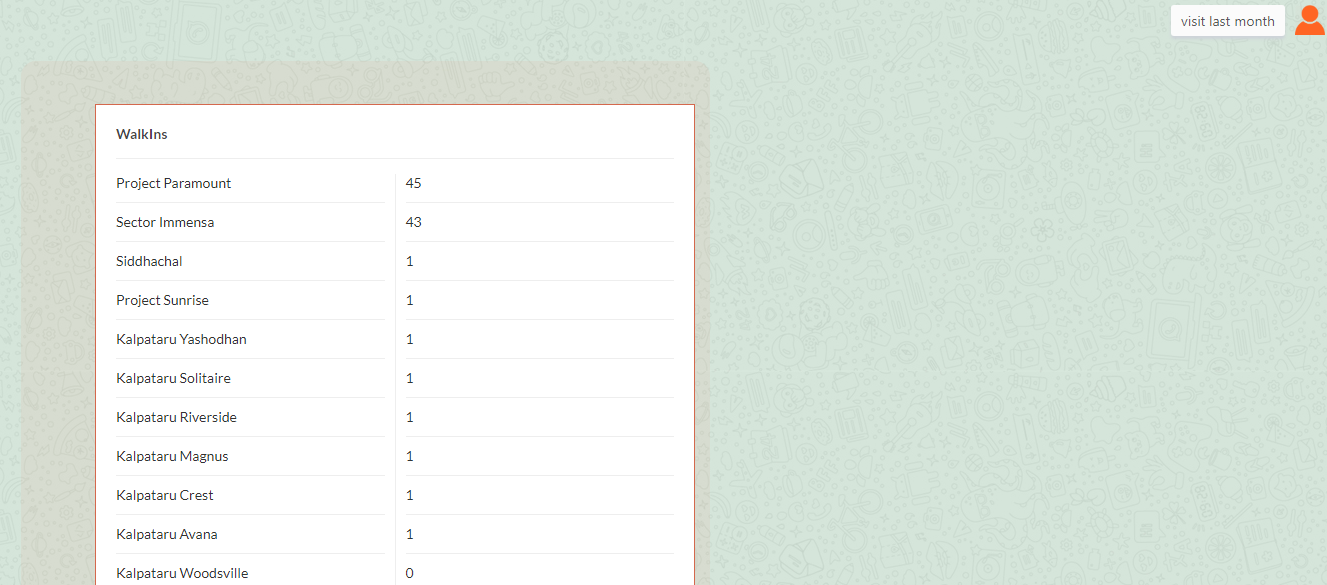 visit last month
WalkIns
Project Paramount 45
Sector Immensa 43
Siddhachal 1
Project Sunrise 1
Kalpataru Yashodhan 1
Kalpataru Solitaire 1
Kalpataru Riverside 1
Kalpataru Magnus 1
Kalpataru Crest 1
Kalpataru Avana 1
Kalpataru Woodsville 0